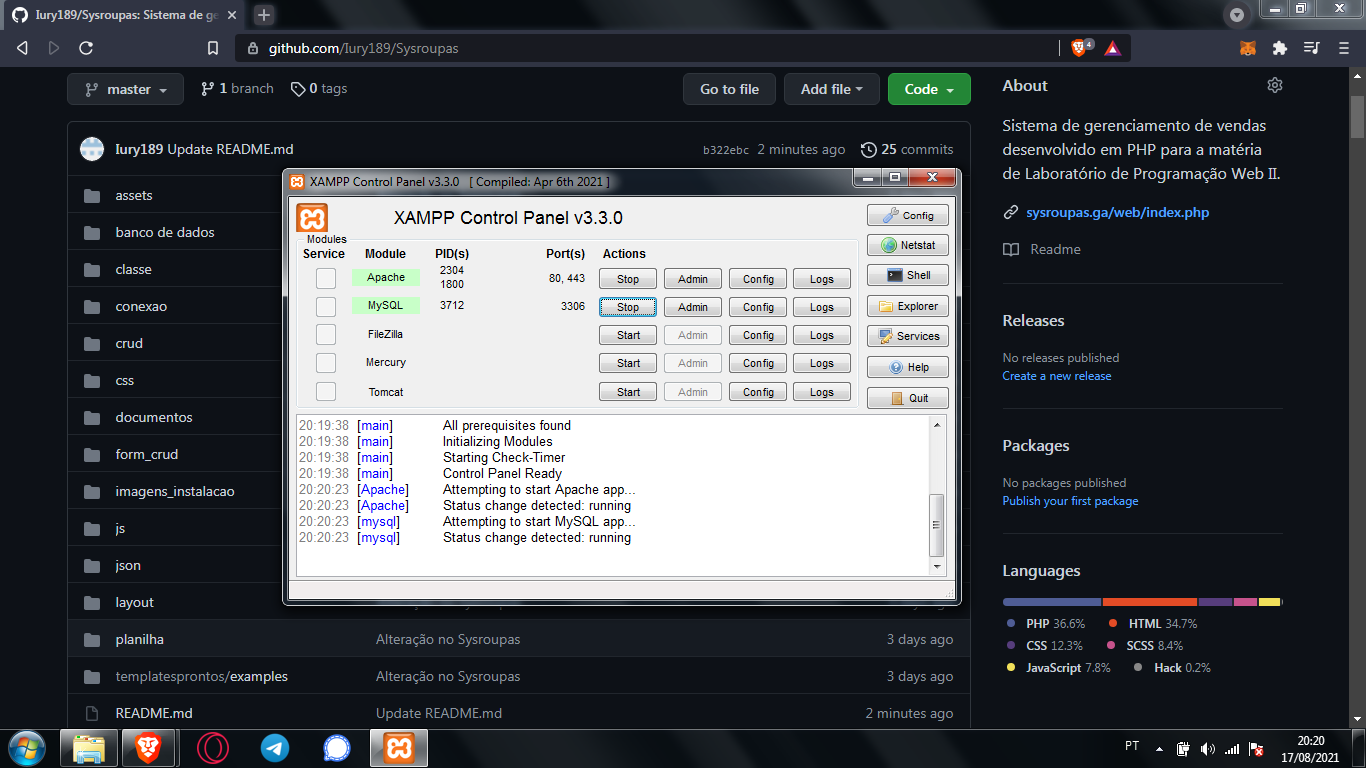 Iury189/Sysroupas: Sistema de ge
github.com/Iury189/Sysroupas
4
master
1 branch
0 tags
Go to file
Add file
Code
About
Sistema de gerenciamento de vendas
desenvolvido em PHP para a matéria
de Laboratório de Programação Web II.
sysroupas.ga/web/index.php
Readme
Iury189 Update README.md
b322ebc 2 minutes ago
25 commits
assets
banco de dados
classe
conexao
crud
css
documentos
form_crud
imagens_instalacao
js
json
layout
planilha
Alteração no Sysroupas
3 days ago
templatesprontos/examples
Alteração no Sysroupas
3 days ago
README.md
Update README.md
2 minutes ago
XAMPP Control Panel v3.3.0 [ Compiled: Apr 6th 2021 ]
XAMPP Control Panel v3.3.0
Modules
Service Module PID(s) Port(s) Actions
Apache 2304 1800 80, 443 Stop Admin Config Logs
MySQL 3712 3306 Stop Admin Config Logs
FileZilla Start Admin Config Logs
Mercury Start Admin Config Logs
Tomcat Start Admin Config Logs
Config
Netstat
Shell
Explorer
Services
Help
Quit
20:19:38 [main] All prerequisites found
20:19:38 [main] Initializing Modules
20:19:38 [main] Starting Check-Timer
20:19:38 [main] Control Panel Ready
20:20:23 [Apache] Attempting to start Apache app...
20:20:23 [Apache] Status change detected: running
20:20:23 [mysql] Attempting to start MySQL app...
20:20:23 [mysql] Status change detected: running
Releases
No releases published
Create a new release
Packages
No packages published
Publish your first package
Languages
PHP 36.6% HTML 34.7%
CSS 12.3% SCSS 8.4%
JavaScript 7.8% Hack 0.2%
PT
20:20
17/08/2021